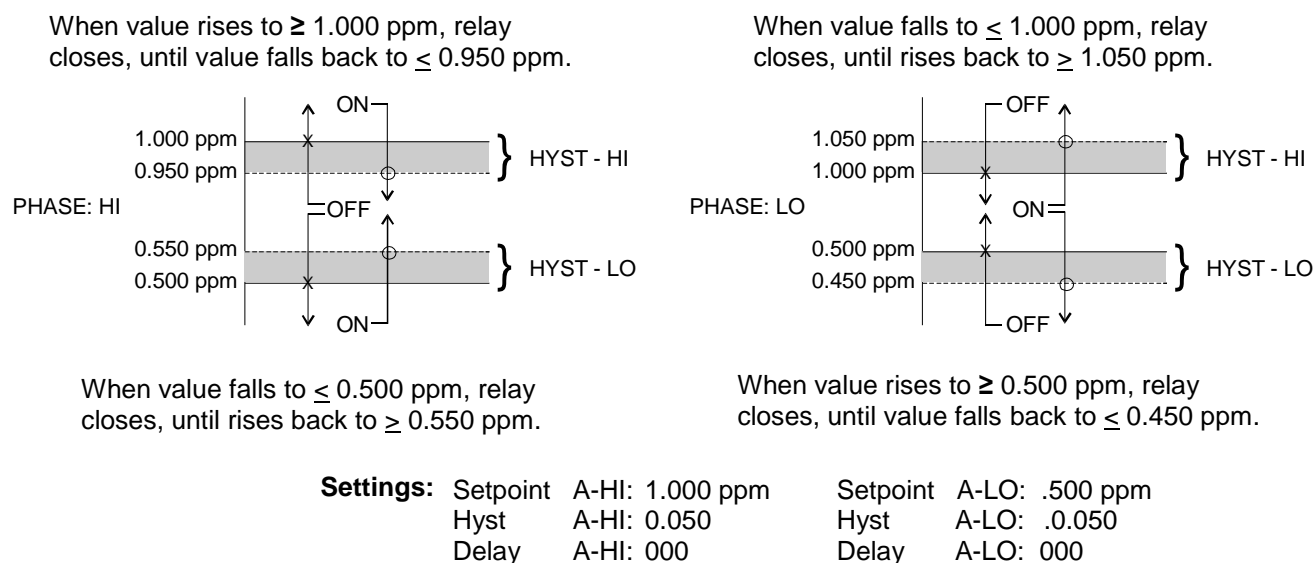 When value rises to ≥ 1.000 ppm, relay
closes, until value falls back to ≤ 0.950 ppm.
When value falls to ≤ 1.000 ppm, relay
closes, until rises back to ≥ 1.050 ppm.
ON
1.000 ppm
0.950 ppm
HYST - HI
PHASE: HI
OFF
0.550 ppm
0.500 ppm
HYST - LO
ON
OFF
1.050 ppm
1.000 ppm
HYST - HI
PHASE: LO
ON
0.500 ppm
0.450 ppm
HYST - LO
OFF
When value falls to ≤ 0.500 ppm, relay
closes, until rises back to ≥ 0.550 ppm.
When value rises to ≥ 0.500 ppm, relay
closes, until value falls back to ≤ 0.450 ppm.
Settings: Setpoint A-HI: 1.000 ppm Setpoint A-LO: .500 ppm
Hyst A-HI: 0.050 Hyst A-LO: .0.050
Delay A-HI: 000 Delay A-LO: 000